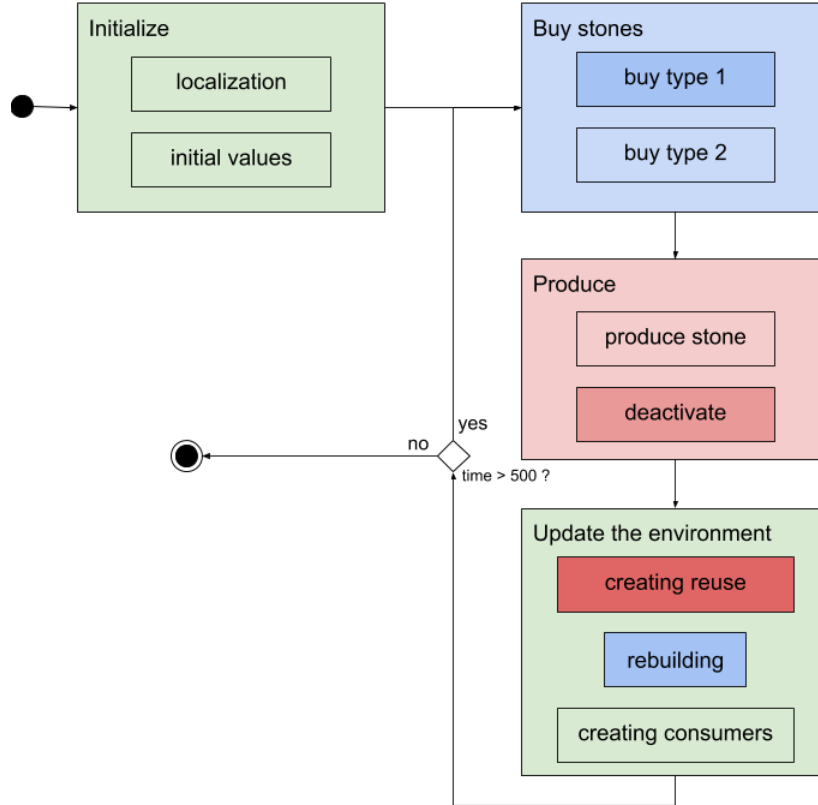 Initialize
localization
initial values
Buy stones
buy type 1
buy type 2
Produce
produce stone
deactivate
yes
no
time > 500 ?
Update the environment
creating reuse
rebuilding
creating consumers